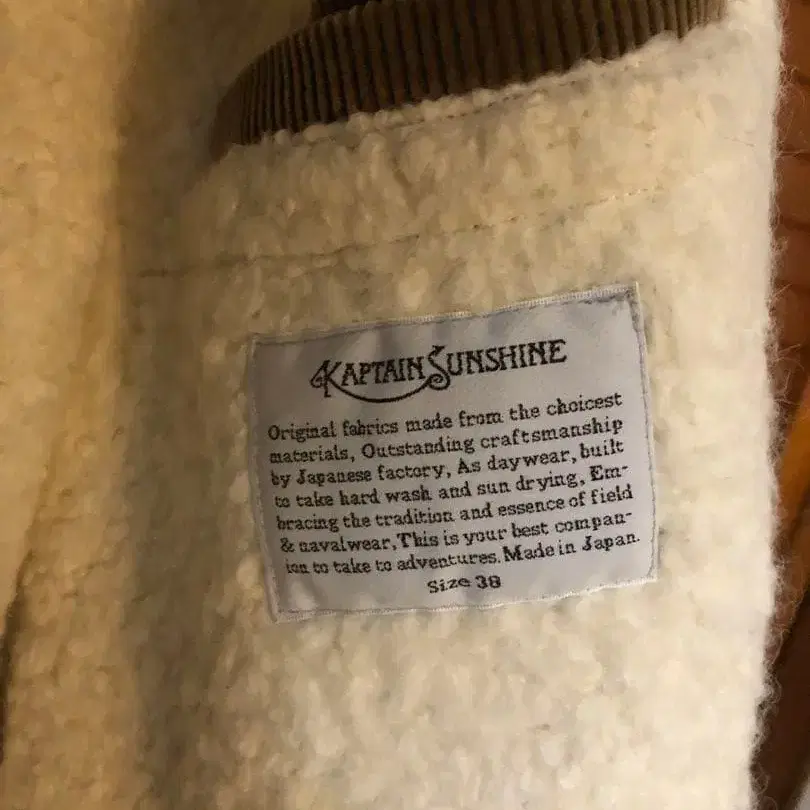 KAPTAIN SUNSHINE
Original fabrics made from the choicest
materials, Outstanding craftsmanship
by Japanese factory, As daywear, built
to take hard wash and sun drying, Em-
bracing the tradition and essence of field
& navalwear, This is your best compan-
ion to take to adventures. Made in Japan.
Size 38